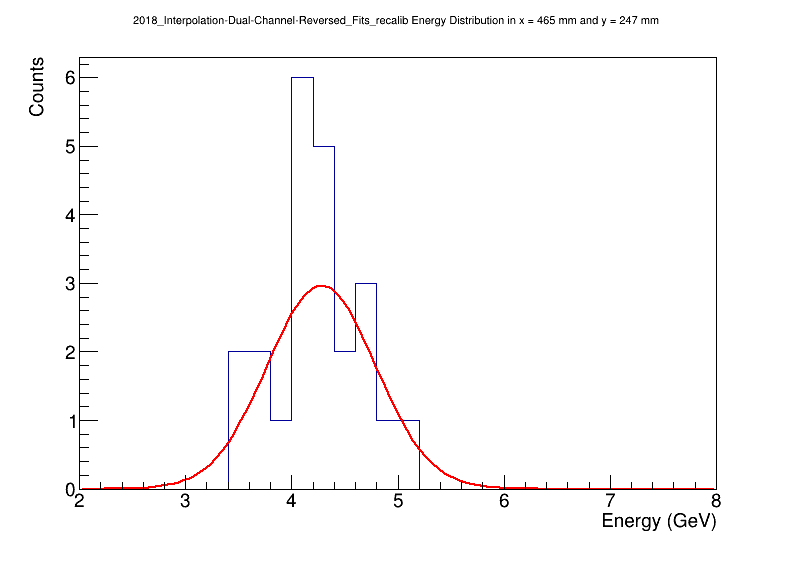 2018_Interpolation-Dual-Channel-Reversed_Fits_recalib Energy Distribution in x = 465 mm and y = 247 mm
Counts
6
5
4
3
2
1
0
2 3 4 5 6 7 8
Energy (GeV)